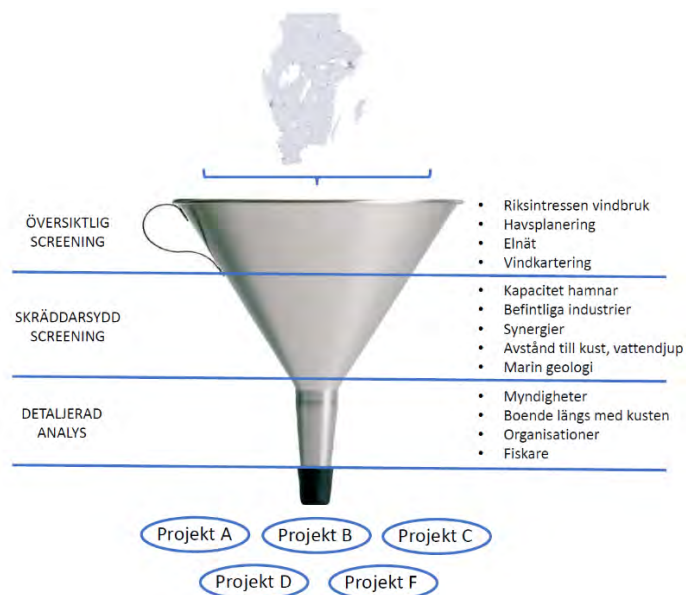 ÖVERSIKTLIG
SCREENING
• Riksintressen vindbruk
• Havsplanering
• Elnät
• Vindkartering
SKRÄDDARSYDD
SCREENING
• Kapacitet hamnar
• Befintliga industrier
• Synergier
• Avstånd till kust, vattendjup
• Marin geologi
DETALJERAD
ANALYS
• Myndigheter
• Boende längs med kusten
• Organisationer
• Fiskare
Projekt A
Projekt B
Projekt C
Projekt D
Projekt F